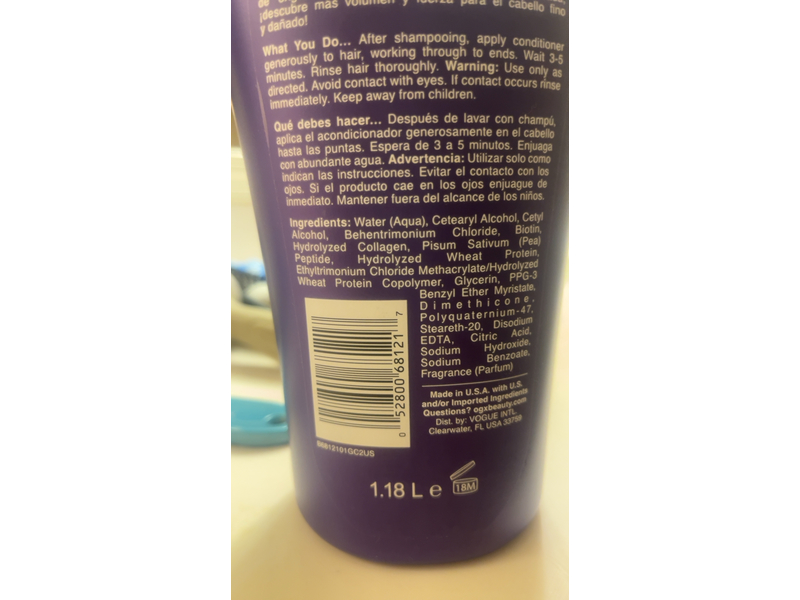 ¡descubre más volumen y fuerza para el cabello fino
y dañado!
What You Do... After shampooing, apply conditioner
generously to hair, working through to ends. Wait 3-5
minutes. Rinse hair thoroughly. Warning: Use only as
directed. Avoid contact with eyes. If contact occurs rinse
immediately. Keep away from children.
Qué debes hacer... Después de lavar con champú,
aplica el acondicionador generosamente en el cabello
hasta las puntas. Espera de 3 a 5 minutos. Enjuaga
con abundante agua. Advertencia: Utilizar solo como
indican las instrucciones. Evitar el contacto con los
ojos. Si el producto cae en los ojos enjuague de
inmediato. Mantener fuera del alcance de los niños.
Ingredients: Water (Aqua), Cetearyl Alcohol, Cetyl
Alcohol, Behentrimonium Chloride, Biotin,
Hydrolyzed Collagen, Pisum Sativum (Pea)
Peptide, Hydrolyzed Wheat Protein,
Ethyltrimonium Chloride Methacrylate/Hydrolyzed
Wheat Protein Copolymer, Glycerin, PPG-3
Benzyl Ether Myristate,
Dimethicone,
Polyquaternium-47,
Steareth-20, Disodium
EDTA, Citric Acid,
Sodium Hydroxide,
Sodium Benzoate,
Fragrance (Parfum)
0 52800 68121 7
Made in U.S.A. with U.S.
and/or Imported Ingredients
Questions? ogxbeauty.com
Dist. by: VOGUE INTL.
Clearwater, FL USA 33759
96812101GC2US
1.18 L e 18M